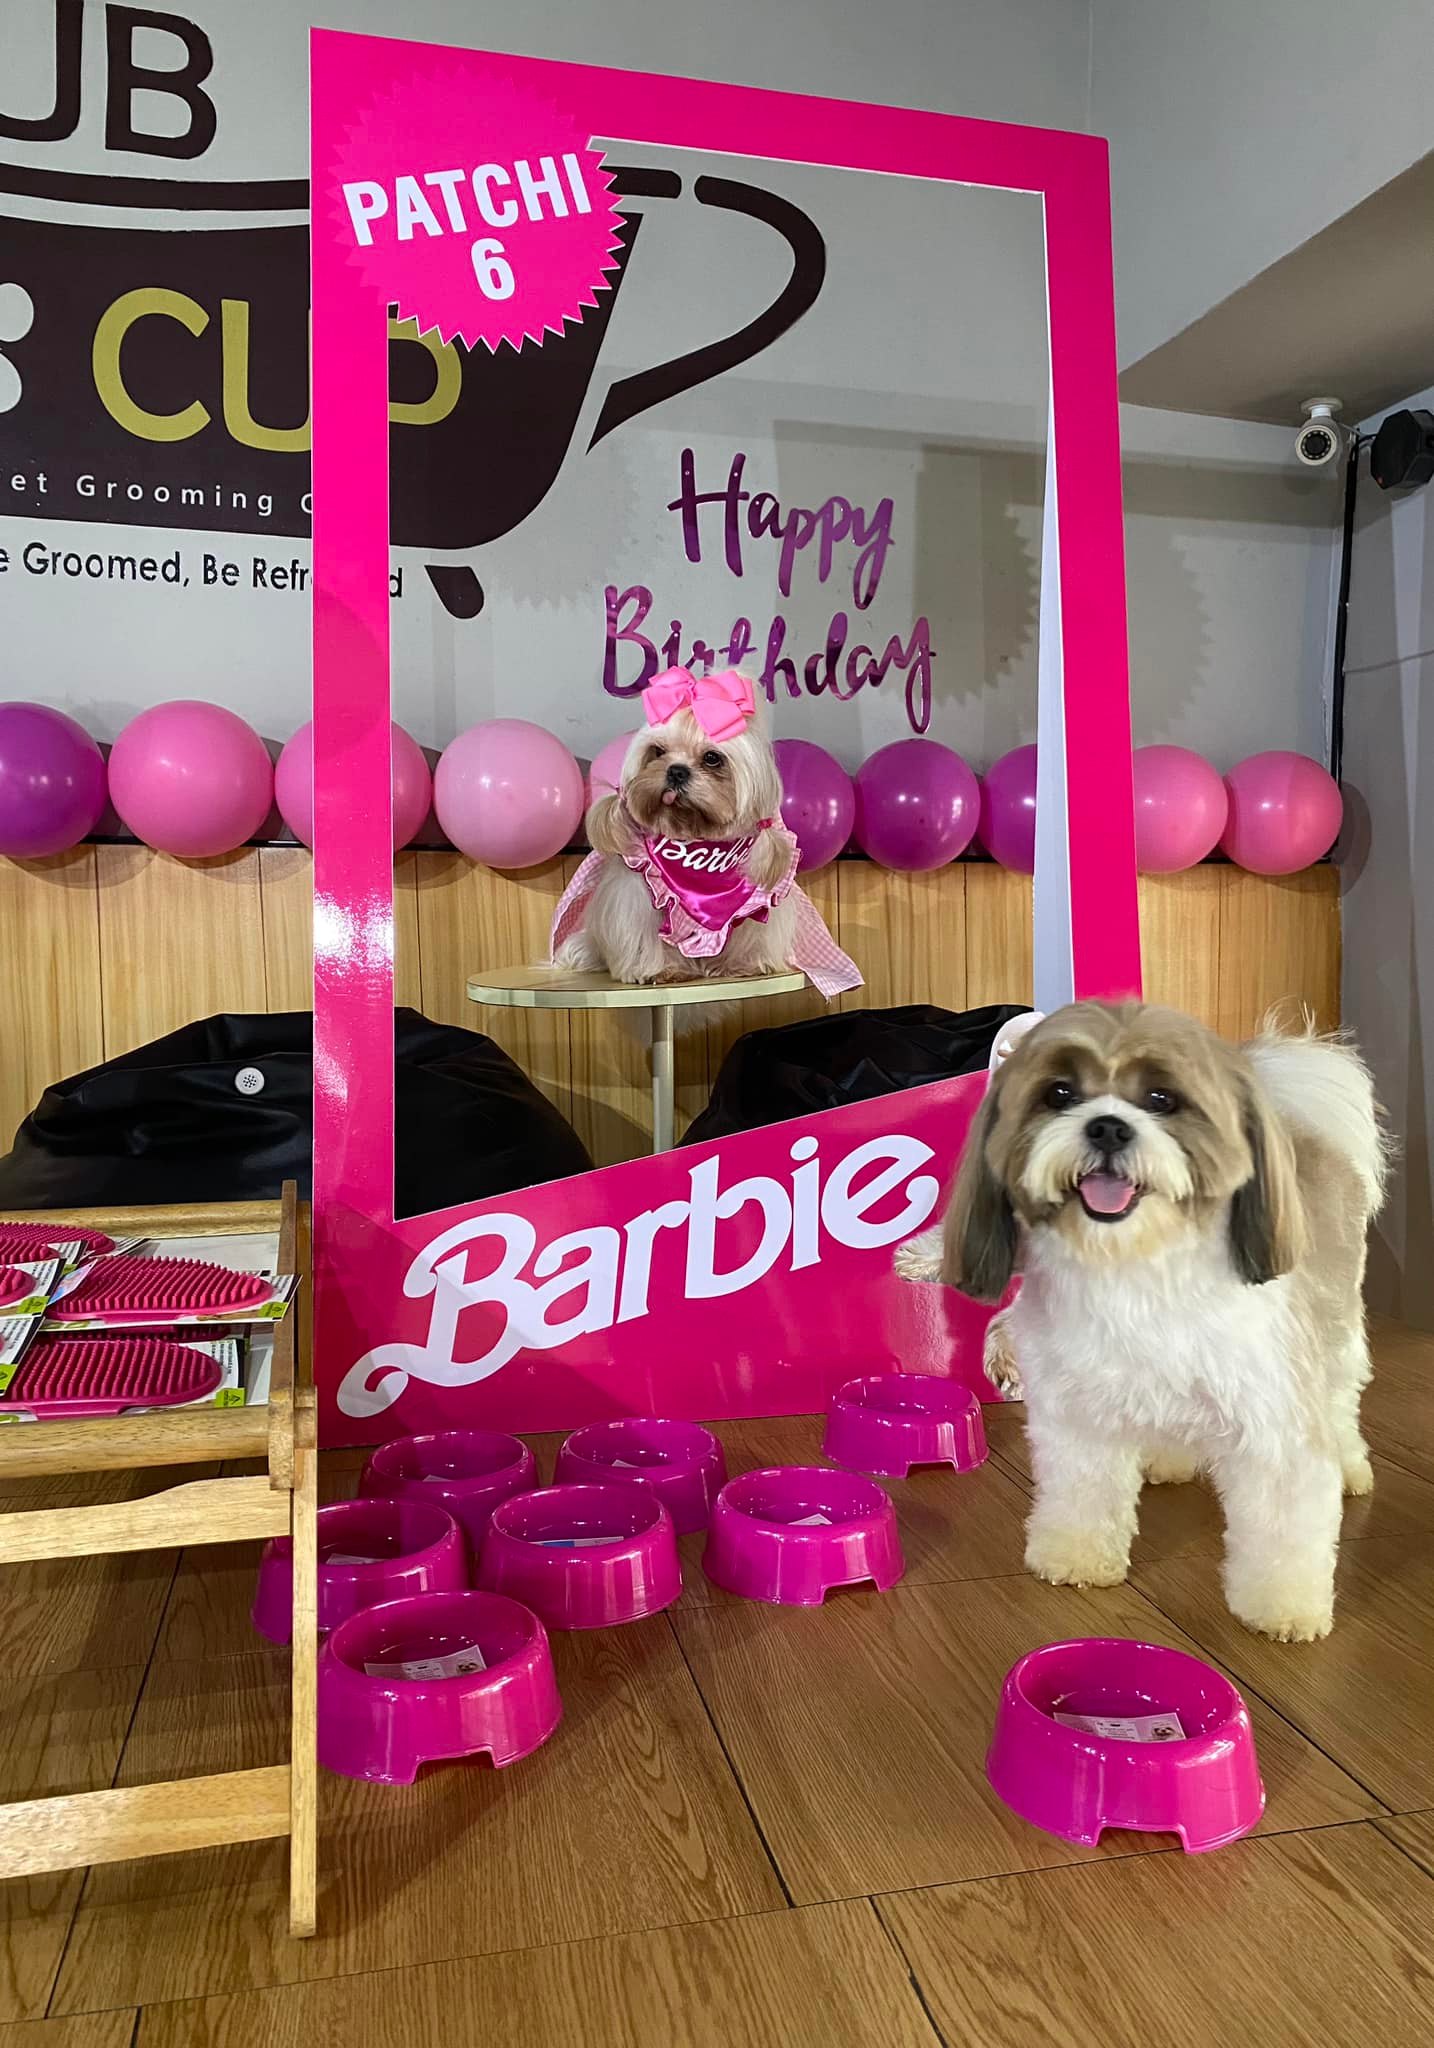 UB
CUP
et Grooming C
e Groomed, Be Refr d
PATCHI
6
Happy
Birthday
Barbie
Barbie